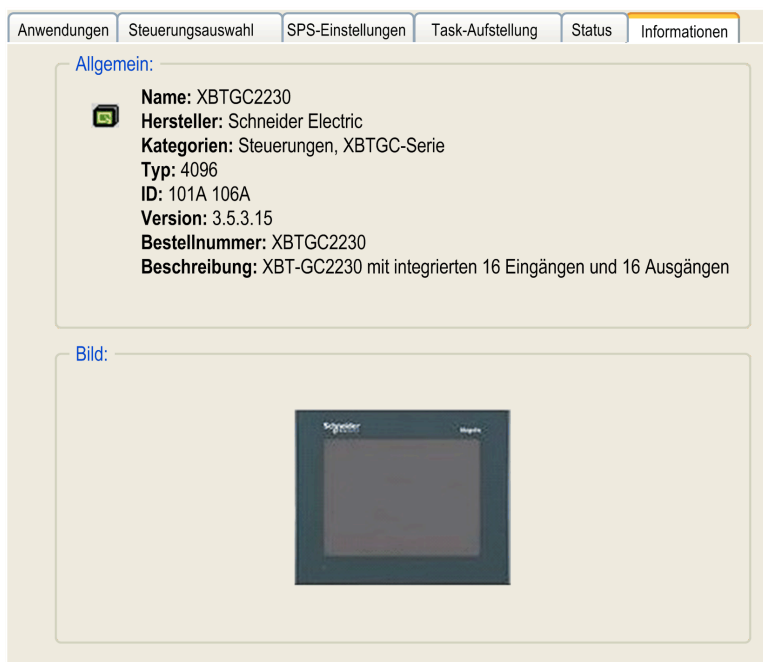 Anwendungen Steuerungsauswahl SPS-Einstellungen Task-Aufstellung Status Informationen
Allgemein:
Name: XBTGC2230
Hersteller: Schneider Electric
Kategorien: Steuerungen, XBTGC-Serie
Typ: 4096
ID: 101A 106A
Version: 3.5.3.15
Bestellnummer: XBTGC2230
Beschreibung: XBT-GC2230 mit integrierten 16 Eingängen und 16 Ausgängen
Bild:
Schneider